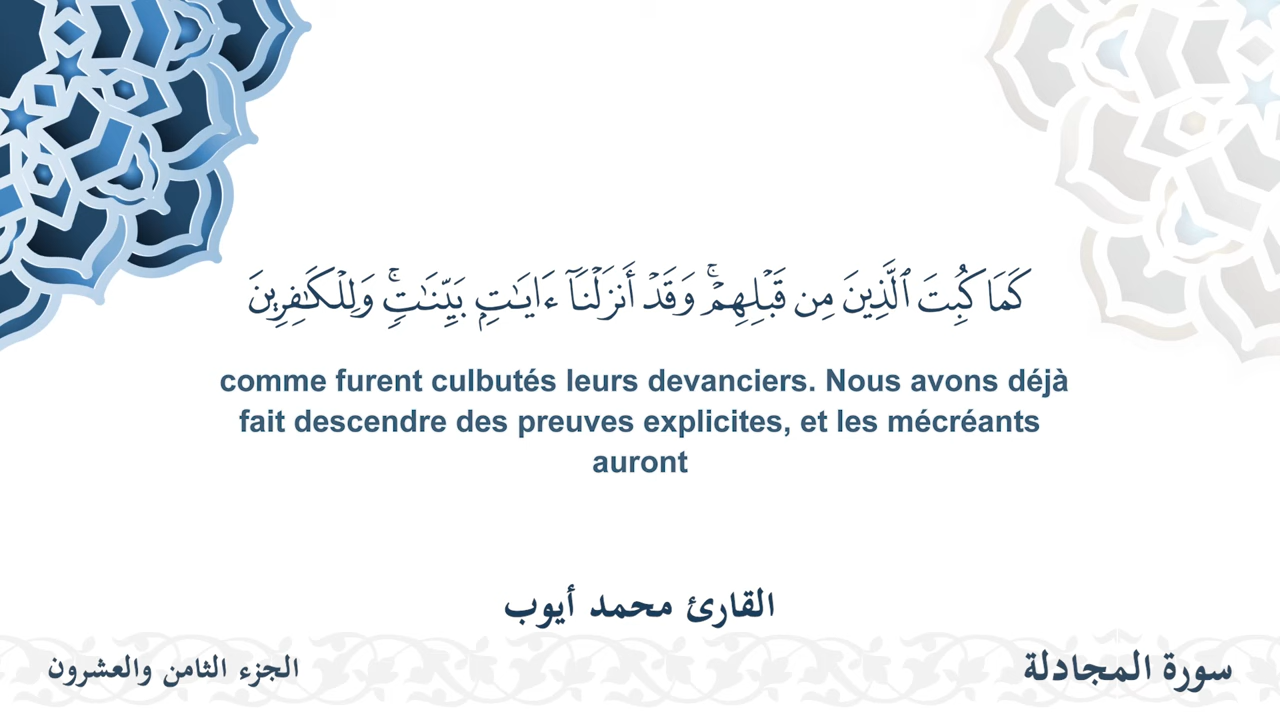 كَمَا كُبِتَ ٱلَّذِينَ مِن قَبْلِهِمْ ۚ وَقَدْ أَنزَلْنَآ ءَايَـٰتٍۭ بَيِّنَـٰتٍ ۚ وَلِلْكَـٰفِرِينَ
comme furent culbutés leurs devanciers. Nous avons déjà
fait descendre des preuves explicites, et les mécréants
auront
القارئ محمد أيوب
سورة المجادلة
الجزء الثامن والعشرون